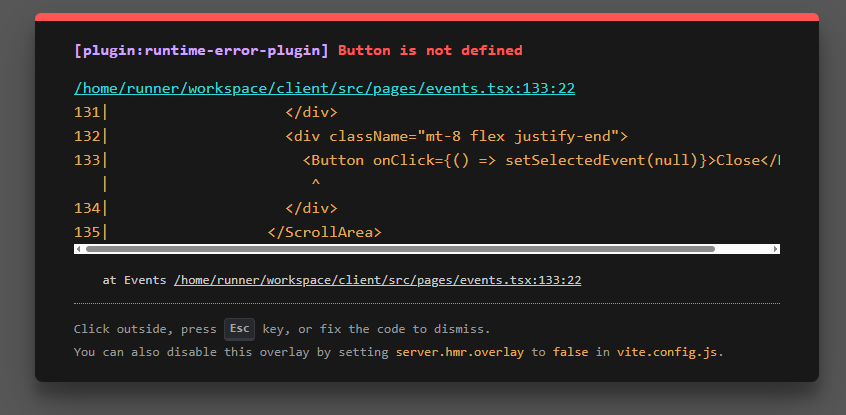 [plugin:runtime-error-plugin] Button is not defined
/home/runner/workspace/client/src/pages/events.tsx:133:22
131|                    </div>
132|                    <div className="mt-8 flex justify-end">
133|                      <Button onClick={() => setSelectedEvent(null)}>Close</
   |                       ^
134|                    </div>
135|                  </ScrollArea>
at Events /home/runner/workspace/client/src/pages/events.tsx:133:22
Click outside, press Esc key, or fix the code to dismiss.
You can also disable this overlay by setting server.hmr.overlay to false in vite.config.js.